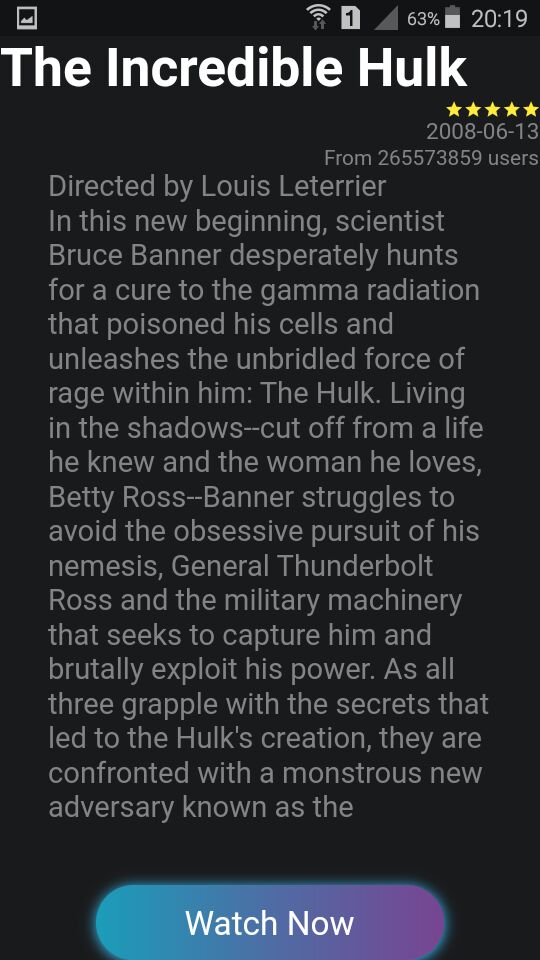 63% 20:19
The Incredible Hulk
2008-06-13
From 265573859 users
Directed by Louis Leterrier
In this new beginning, scientist
Bruce Banner desperately hunts
for a cure to the gamma radiation
that poisoned his cells and
unleashes the unbridled force of
rage within him: The Hulk. Living
in the shadows--cut off from a life
he knew and the woman he loves,
Betty Ross--Banner struggles to
avoid the obsessive pursuit of his
nemesis, General Thunderbolt
Ross and the military machinery
that seeks to capture him and
brutally exploit his power. As all
three grapple with the secrets that
led to the Hulk's creation, they are
confronted with a monstrous new
adversary known as the
Watch Now